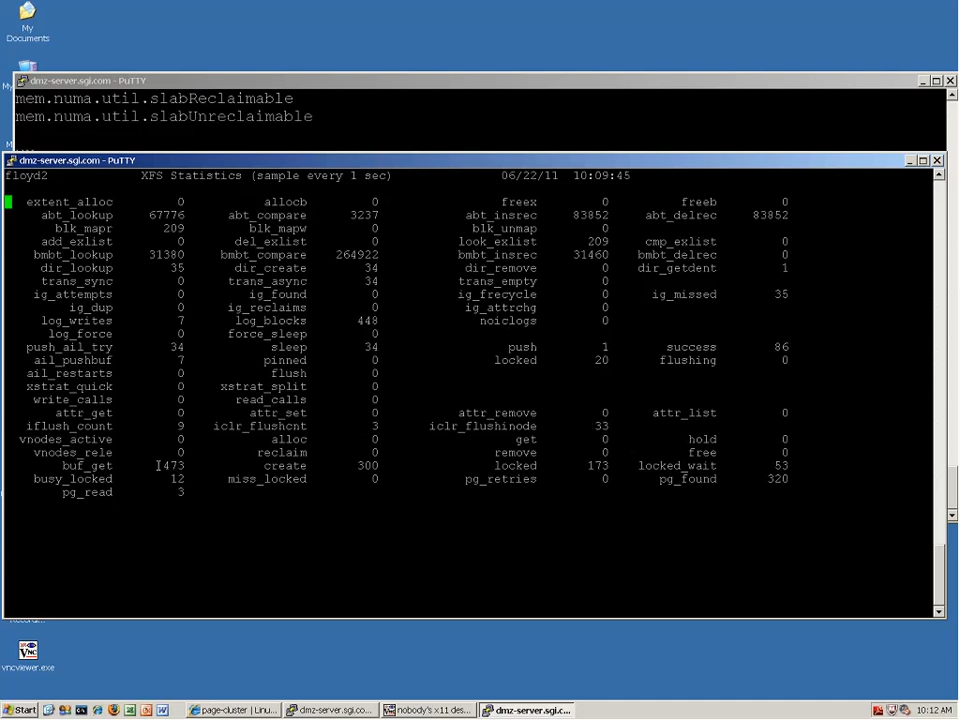 My
Documents
dmz-server.sgi.com - PuTTY
mem.numa.util.slabReclaimable
mem.numa.util.slabUnreclaimable
dmz-server.sgi.com - PuTTY
floyd2 XFS Statistics (sample every 1 sec) 06/22/11 10:09:45
extent_alloc 0 allocb 0 freex 0 freeb 0
abt_lookup 67776 abt_compare 3237 abt_insrec 83852 abt_delrec 83852
blk_mapr 209 blk_mapw 0 blk_unmap 0
add_exlist 0 del_exlist 0 look_exlist 209 cmp_exlist 0
bmbt_lookup 31380 bmbt_compare 264922 bmbt_insrec 31460 bmbt_delrec 0
dir_lookup 35 dir_create 34 dir_remove 0 dir_getdent 1
trans_sync 0 trans_async 34 trans_empty 0
ig_attempts 0 ig_found 0 ig_frecycle 0 ig_missed 35
ig_dup 0 ig_reclaims 0 ig_attrchg 0
log_writes 7 log_blocks 448 noiclogs 0
log_force 0 force_sleep 0
push_ail_try 34 sleep 34 push 1 success 86
ail_pushbuf 7 pinned 0 locked 20 flushing 0
ail_restarts 0 flush 0
xstrat_quick 0 xstrat_split 0
write_calls 0 read_calls 0
attr_get 0 attr_set 0 attr_remove 0 attr_list 0
iflush_count 9 iclr_flushcnt 3 iclr_flushinode 33
vnodes_active 0 alloc 0 get 0 hold 0
vnodes_rele 0 reclaim 0 remove 0 free 0
buf_get 473 create 300 locked 173 locked_wait 53
busy_locked 12 miss_locked 0 pg_retries 0 pg_found 320
pg_read 3
vncviewer.exe
Start page-cluster | Linu... dmz-server.sgi.co... nobody's x11 des... dmz-server.sgi.c... 10:12 AM